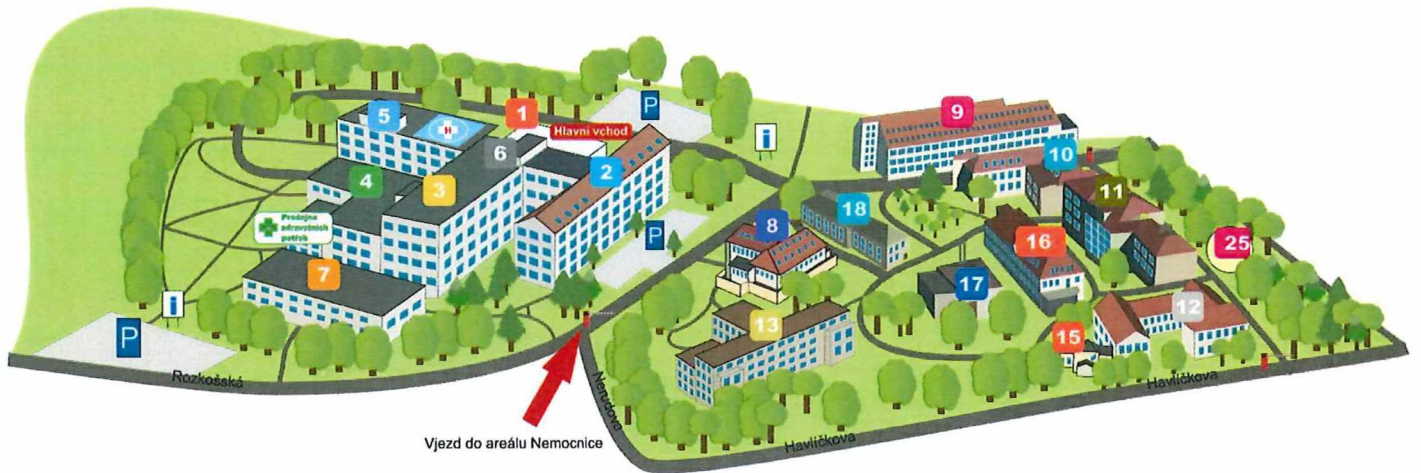 P
9
5
H
1
Hlavní vchod
i
6
10
3
2
11
4
18
Prodejna
zdravotních
potřeb
8
16
25
P
17
7
i
13
12
15
P
Rozkošská
Nerudova
Havlíčkova
Havlíčkova
Vjezd do areálu Nemocnice